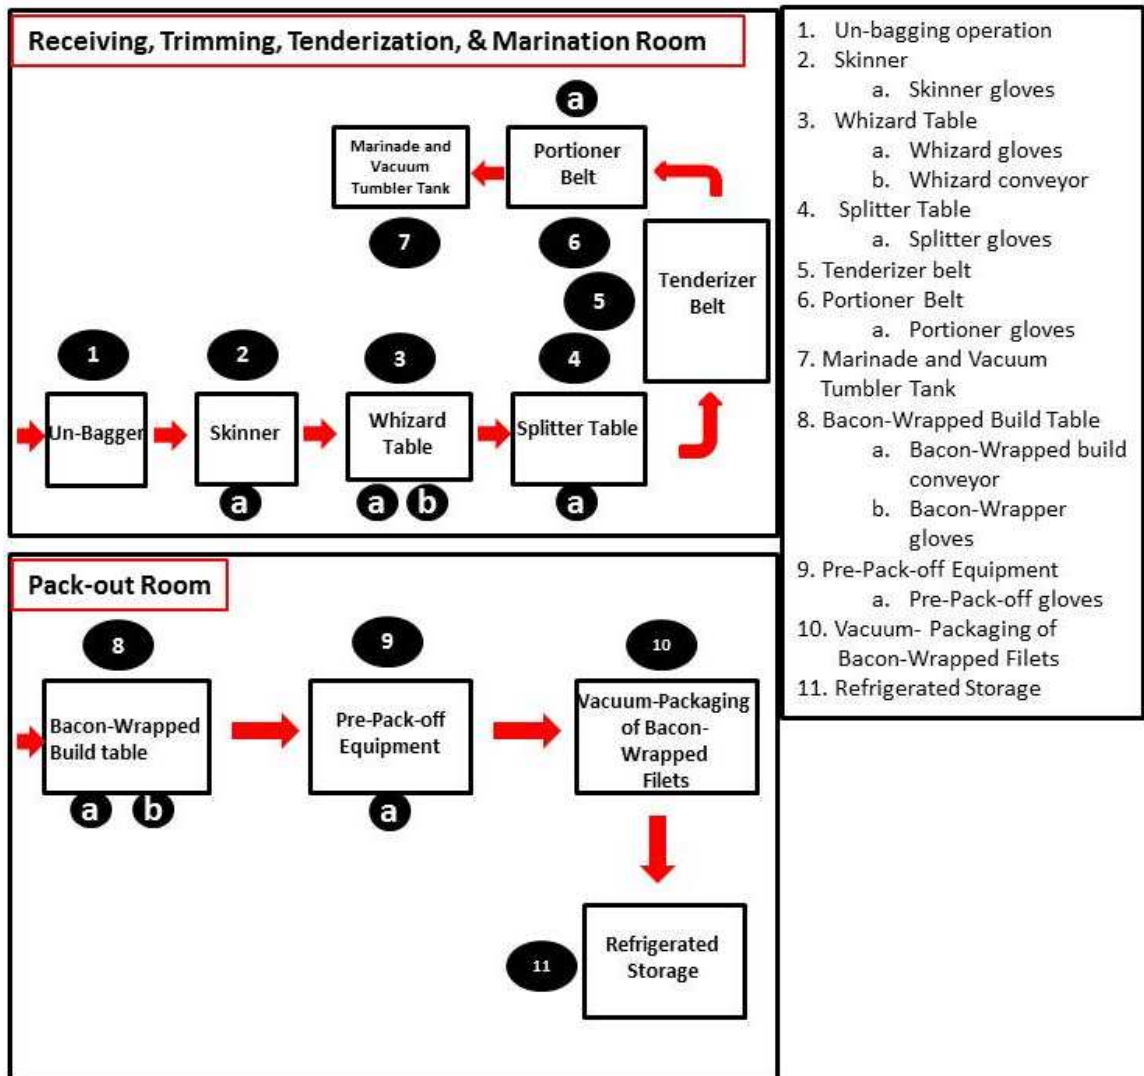 Receiving, Trimming, Tenderization, & Marination Room
a
Marinade and
Vacuum
Tumbler Tank
Portioner
Belt
7
6
5
Tenderizer
Belt
1
2
3
4
Un-Bagger
Skinner
Whizard
Table
Splitter Table
a
a
b
a
Pack-out Room
8
9
10
Bacon-Wrapped
Build table
Pre-Pack-off
Equipment
Vacuum-Packaging
of Bacon-
Wrapped
Filets
a
b
a
11
Refrigerated
Storage
1. Un-bagging operation
2. Skinner
a. Skinner gloves
3. Whizard Table
a. Whizard gloves
b. Whizard conveyor
4. Splitter Table
a. Splitter gloves
5. Tenderizer belt
6. Portioner Belt
a. Portioner gloves
7. Marinade and Vacuum
Tumbler Tank
8. Bacon-Wrapped Build Table
a. Bacon-Wrapped build
conveyor
b. Bacon-Wrapper
gloves
9. Pre-Pack-off Equipment
a. Pre-Pack-off gloves
10. Vacuum- Packaging of
Bacon-Wrapped Filets
11. Refrigerated Storage